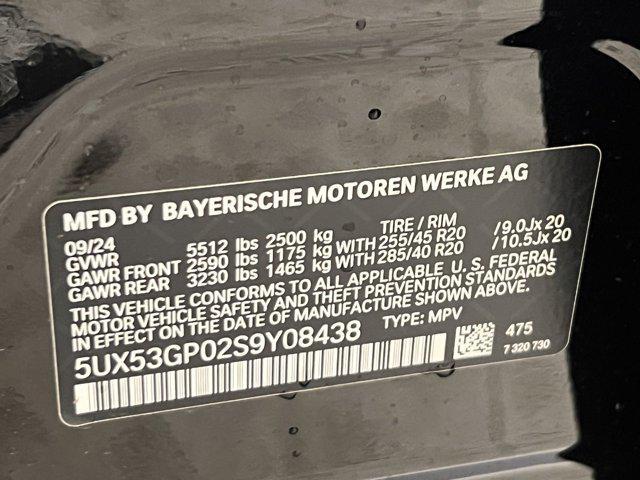 MFD BY BAYERISCHE MOTOREN WERKE AG
09/24
GVWR 5512 lbs 2500 kg TIRE / RIM
GAWR FRONT 2590 lbs 1175 kg WITH 255/45 R20 /9.0Jx 20
GAWR REAR 3230 lbs 1465 kg WITH 285/40 R20 /10.5Jx 20
THIS VEHICLE CONFORMS TO ALL APPLICABLE U. S. FEDERAL
MOTOR VEHICLE SAFETY AND THEFT PREVENTION STANDARDS
IN EFFECT ON THE DATE OF MANUFACTURE SHOWN ABOVE.
5UX53GP02S9Y08438 TYPE: MPV
475
7 320 730